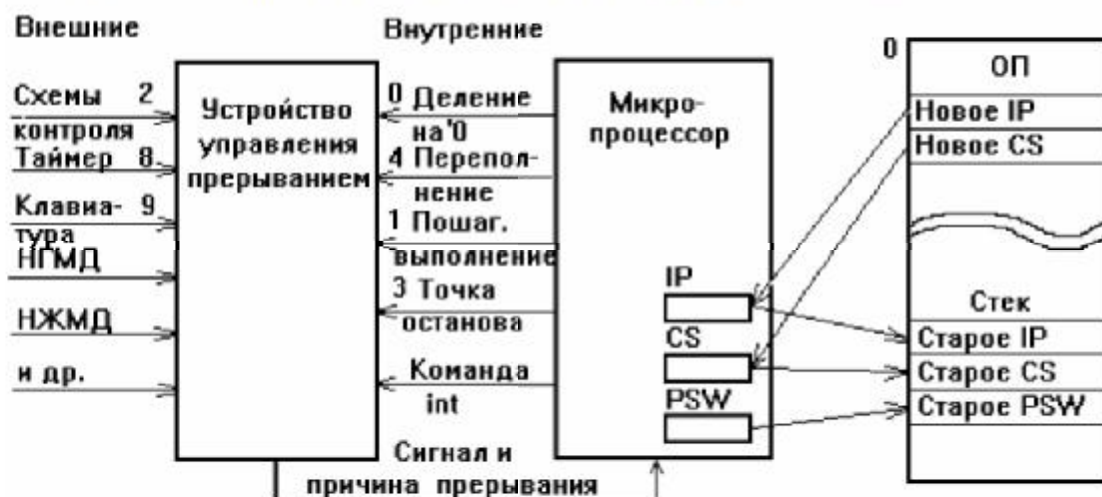 Внешние
Внутренние
Схемы 2
контроля
Таймер 8
Клавиа- 9
тура
НГМД
НЖМД
и др.
Устройство
управления
прерыванием
0 Деление
на'0
4 Перепол-
нение
1 Пошаг.
выполнение
3 Точка
останова
Команда
int
Сигнал и
причина прерывания
Микро-
процессор
IP
CS
PSW
0
ОП
Новое IP
Новое CS
Стек
Старое IP
Старое CS
Старое PSW